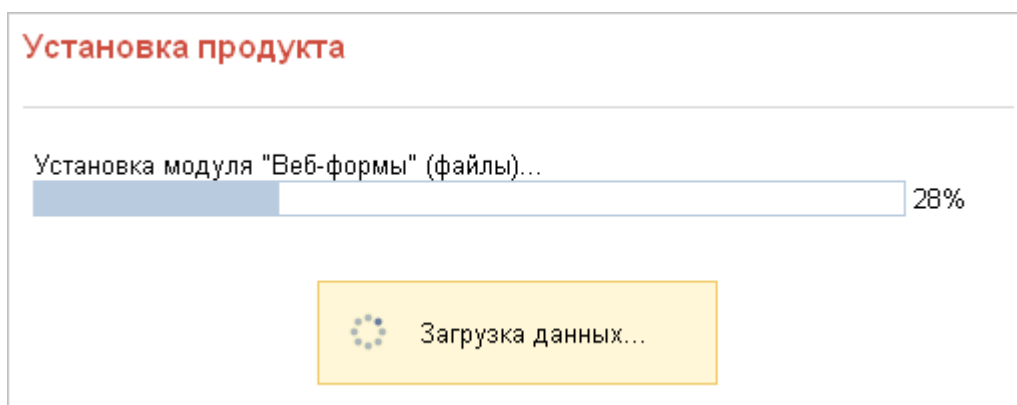 Установка продукта
Установка модуля "Веб-формы" (файлы)...
28%
Загрузка данных...